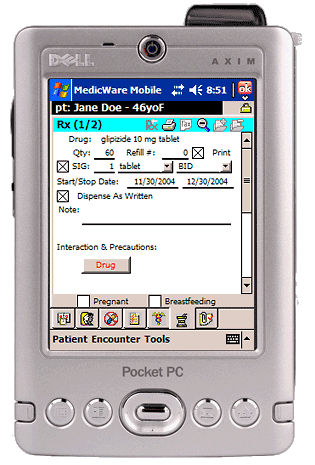 DELL AXIM
MedicWare Mobile 8:51 ok
pt: Jane Doe - 46yoF
Rx (1/2)
Drug: glipizide 10 mg tablet
Qty: 60 Refill #: 0 Print
SIG: 1 tablet BID
Start/Stop Date: 11/30/2004 12/30/2004
Dispense As Written
Note:
Interaction & Precautions:
Drug
Pregnant Breastfeeding
Patient Encounter Tools
Pocket PC